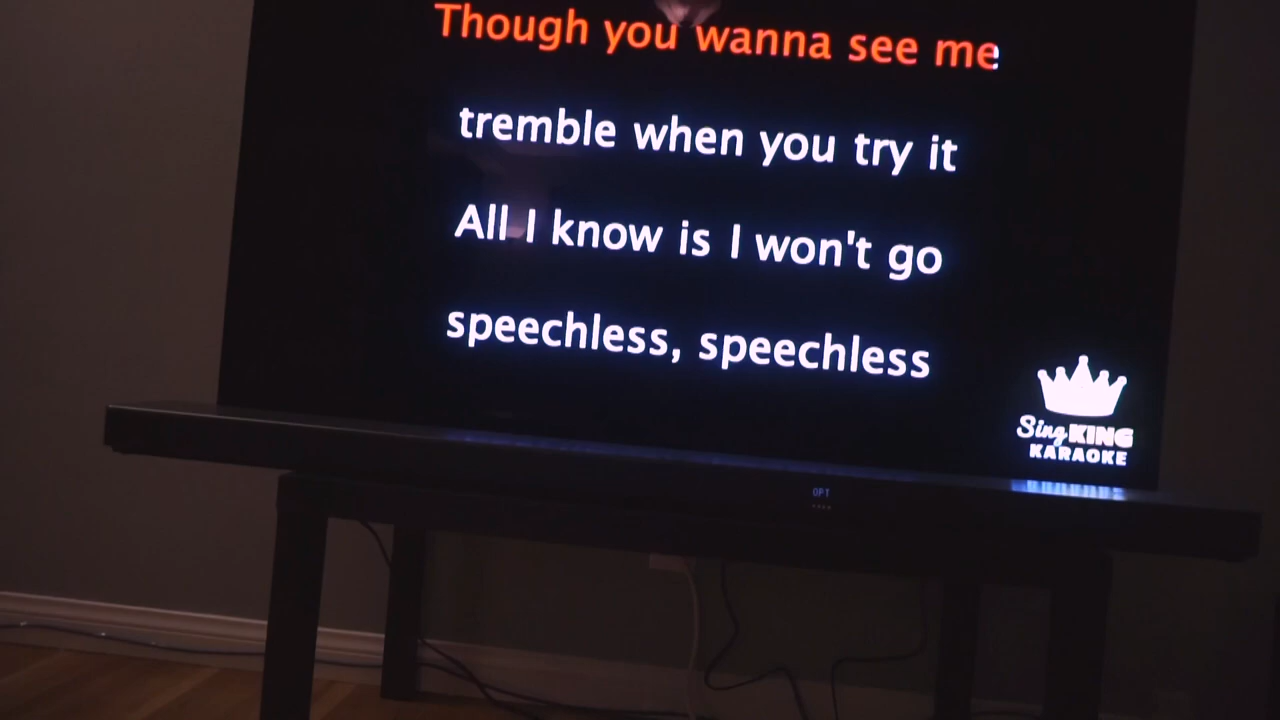 Though you wanna see me
tremble when you try it
All I know is I won't go
speechless, speechless
Sing KING
KARAOKE
OPT